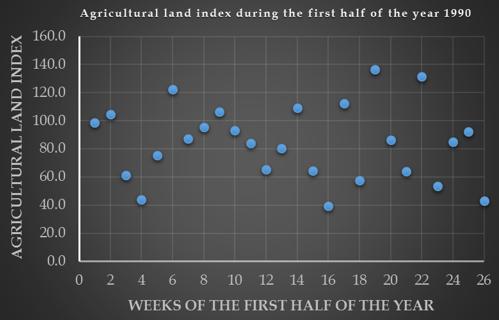 Agricultural land index during the first half of the year 1990
AGRICULTURAL LAND INDEX
160.0
140.0
120.0
100.0
80.0
60.0
40.0
20.0
0.0
0 2 4 6 8 10 12 14 16 18 20 22 24 26
WEEKS OF THE FIRST HALF OF THE YEAR